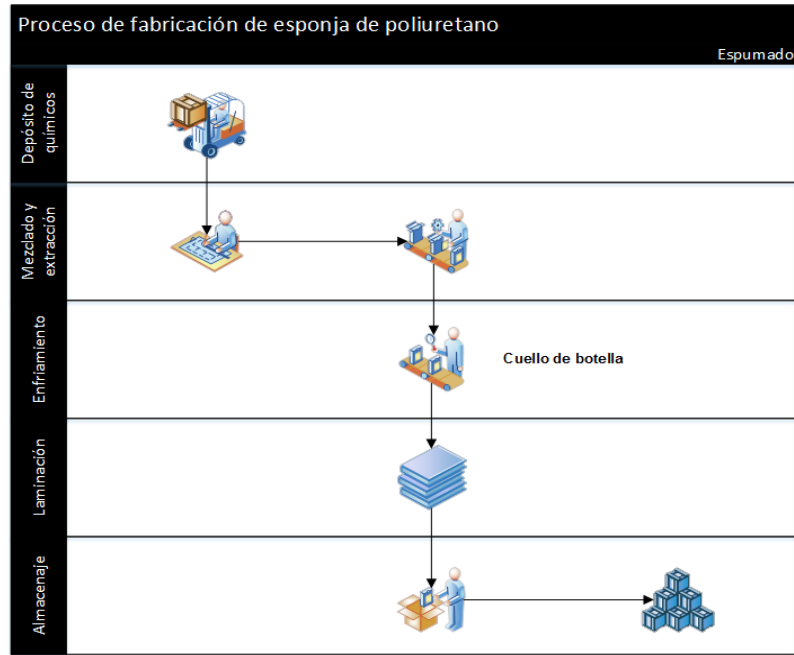 Proceso de fabricación de esponja de poliuretano
Espumado
Depósito de
químicos
Mezclado y
extracción
Enfriamiento
Cuello de botella
Laminación
Almacenaje